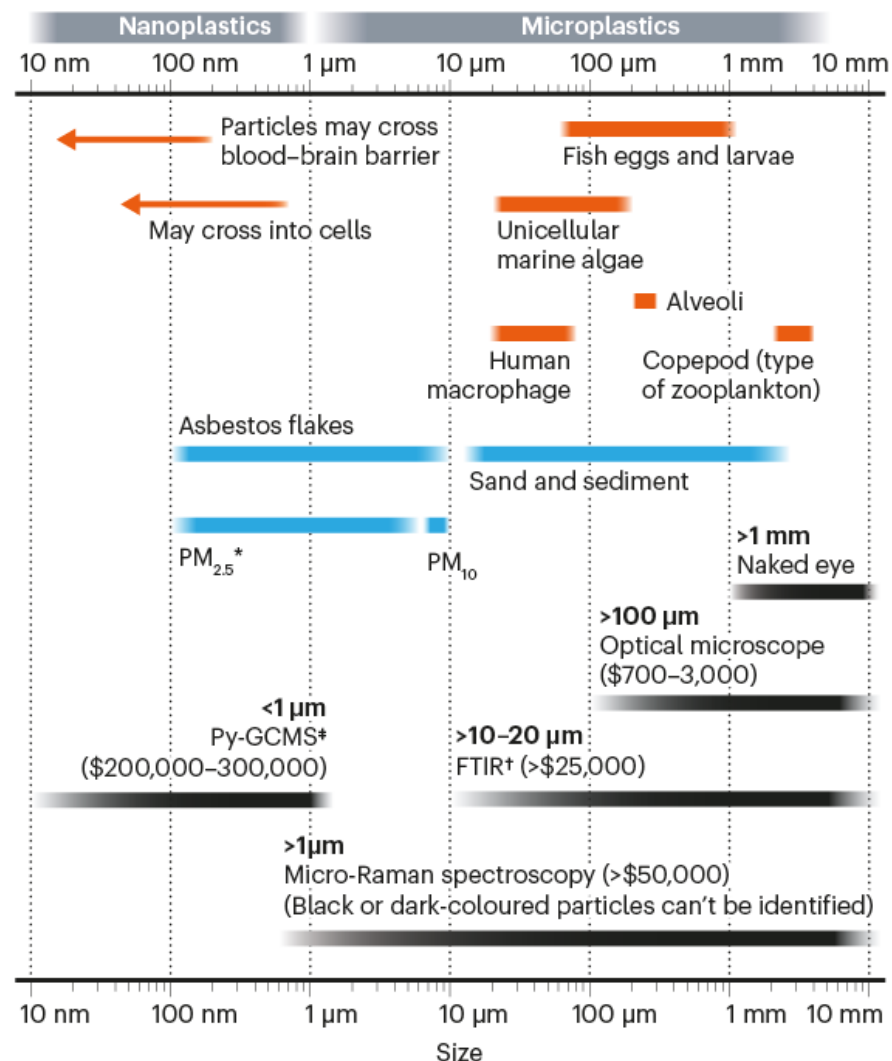 Nanoplastics Microplastics
10 nm 100 nm 1 µm 10 µm 100 µm 1 mm 10 mm
Particles may cross
blood–brain barrier
Fish eggs and larvae
May cross into cells
Unicellular
marine algae
Alveoli
Human
macrophage
Copepod (type
of zooplankton)
Asbestos flakes
Sand and sediment
PM2.5*
PM10
>1 mm
Naked eye
>100 µm
Optical microscope
($700–3,000)
<1 µm
Py-GCMS‡
($200,000–300,000)
>10–20 µm
FTIR† (>$25,000)
>1µm
Micro-Raman spectroscopy (>$50,000)
(Black or dark-coloured particles can’t be identified)
10 nm 100 nm 1 µm 10 µm 100 µm 1 mm 10 mm
Size